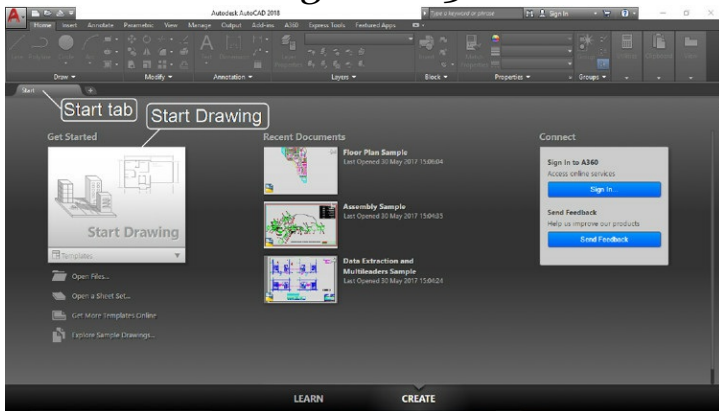 Autodesk AutoCAD 2018
Type a keyword or phrase
Sign In
Home Insert Annotate Parametric View Manage Output Add-ins A360 Express Tools Featured Apps
Draw Modify Annotation Layers Block Properties Groups
Start
Start tab
Start Drawing
Get Started
Start Drawing
Templates
Open Files...
Open a Sheet Set...
Get More Templates Online
Explore Sample Drawings...
Recent Documents
Floor Plan Sample
Last Opened 30 May 2017 15:06:04
Assembly Sample
Last Opened 30 May 2017
Data Extraction and
Multileaders Sample
Last Opened 30 May 2017 15:04:24
Connect
Sign in to A360
Access online services
Sign In...
Send Feedback
Help us improve our products
Send Feedback
LEARN CREATE